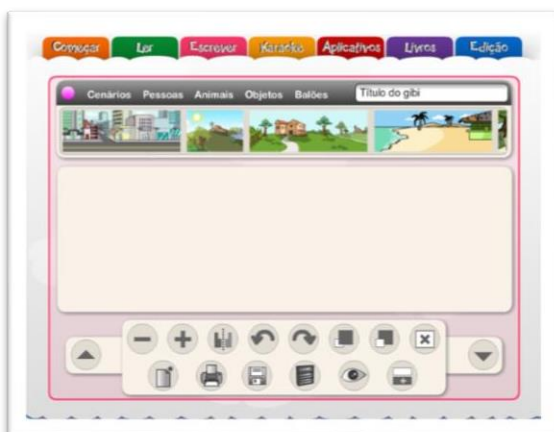 Começar Ler Escrever Karaokê Aplicativos Livros Edição
Cenários Pessoas Animais Objetos Balões Título do gibi